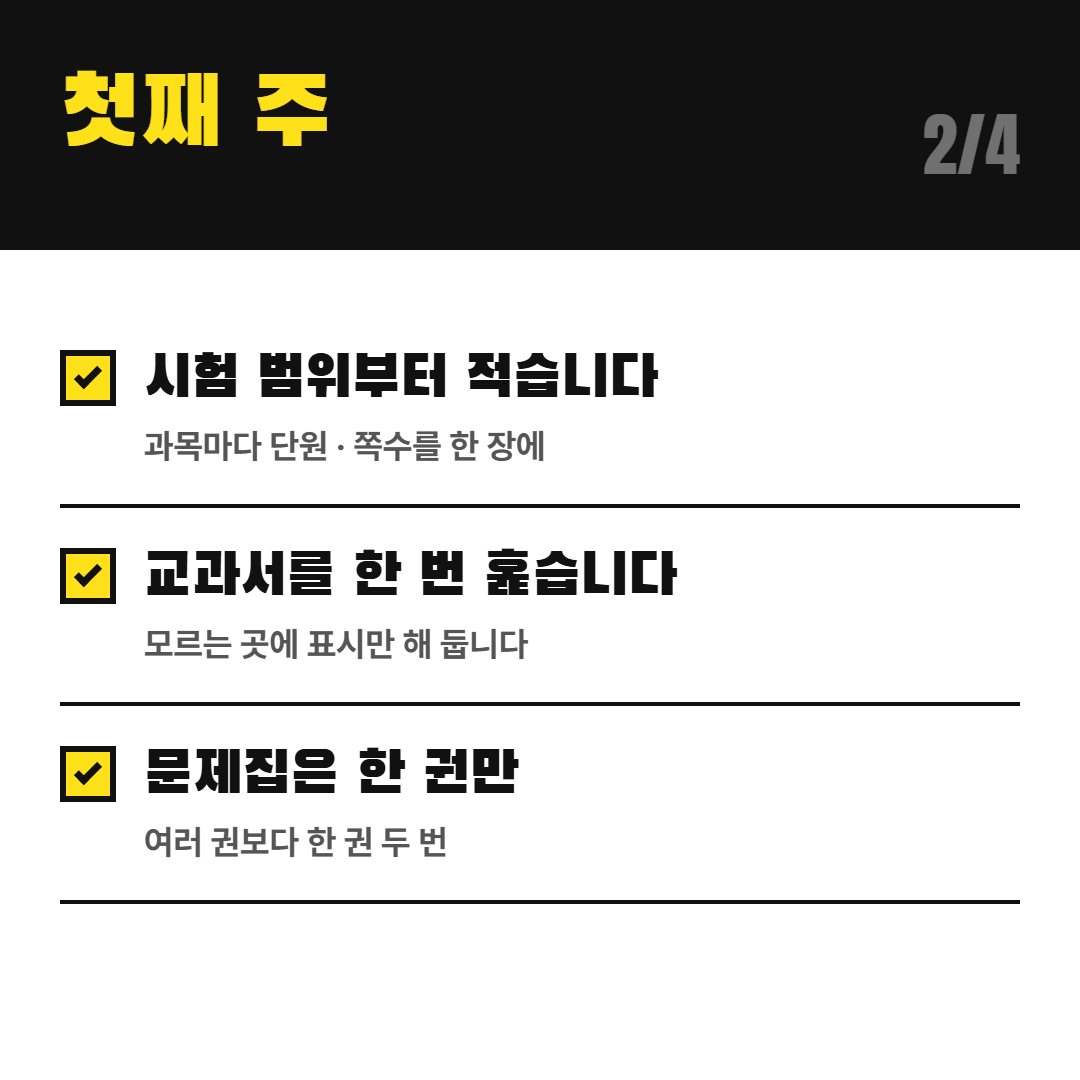 첫째 주
2/4
시험 범위부터 적습니다
과목마다 단원 · 쪽수를 한 장에
교과서를 한 번 훑습니다
모르는 곳에 표시만 해 둡니다
문제집은 한 권만
여러 권보다 한 권 두 번